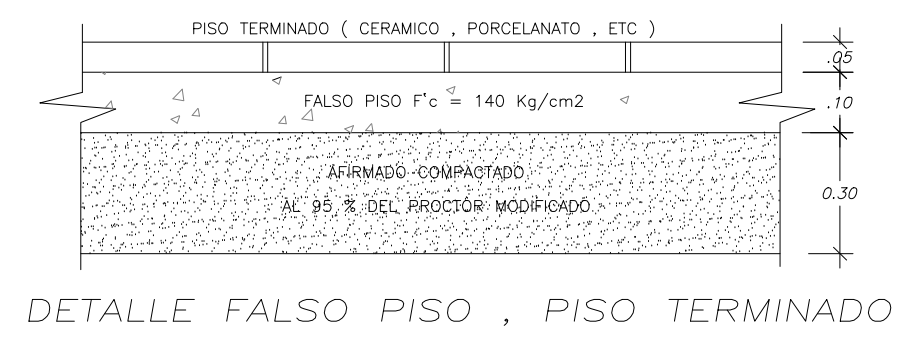 PISO TERMINADO ( CERAMICO , PORCELANATO , ETC )
.05
FALSO PISO F'c = 140 Kg/cm2
.10
AFIRMADO COMPACTADO
0.30
AL 95 % DEL PROCTOR MODIFICADO
DETALLE FALSO PISO , PISO TERMINADO